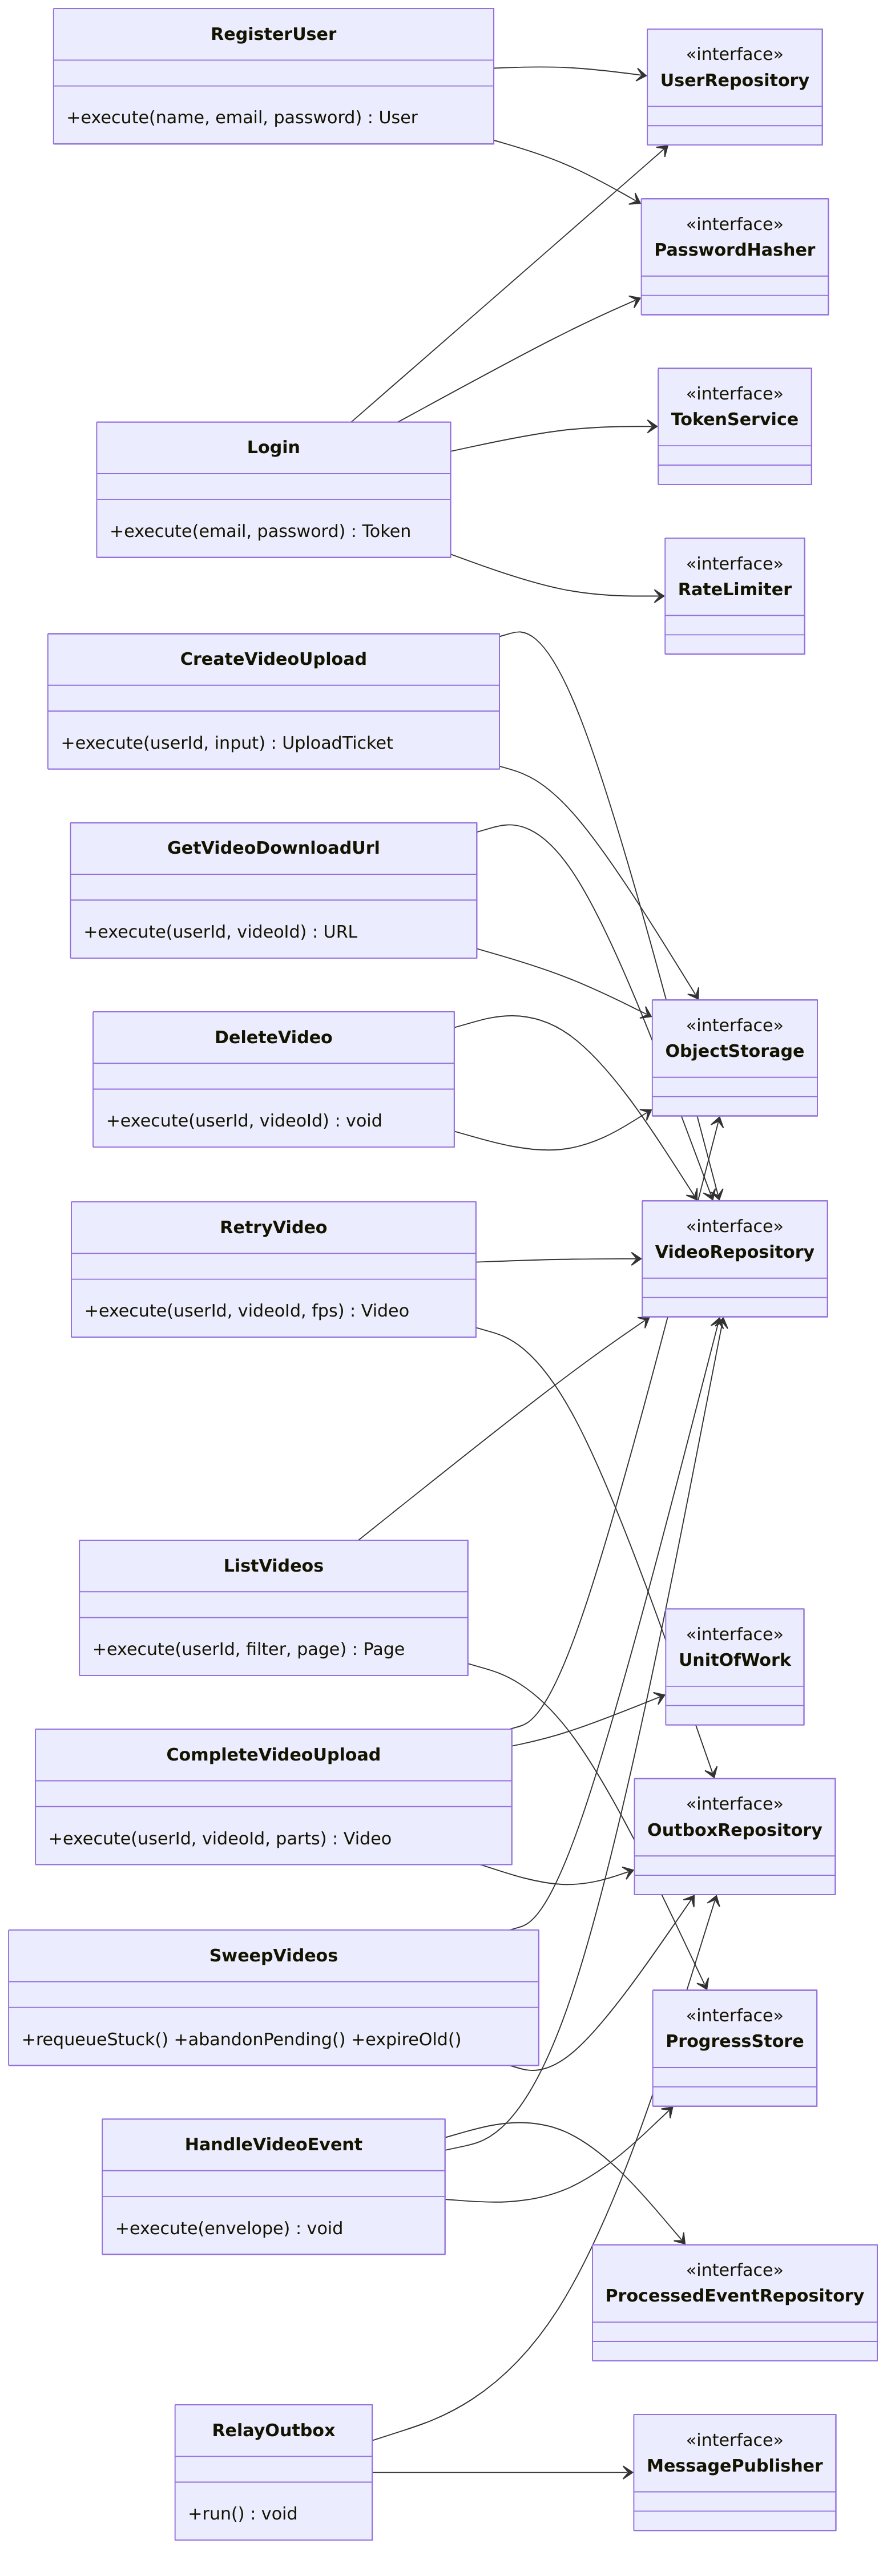 RegisterUser
+execute(name, email, password) : User
«interface»
UserRepository
«interface»
PasswordHasher
«interface»
TokenService
Login
+execute(email, password) : Token
«interface»
RateLimiter
CreateVideoUpload
+execute(userId, input) : UploadTicket
GetVideoDownloadUrl
+execute(userId, videoId) : URL
«interface»
ObjectStorage
DeleteVideo
+execute(userId, videoId) : void
RetryVideo
+execute(userId, videoId, fps) : Video
«interface»
VideoRepository
ListVideos
+execute(userId, filter, page) : Page
«interface»
UnitOfWork
CompleteVideoUpload
+execute(userId, videoId, parts) : Video
«interface»
OutboxRepository
SweepVideos
+requeueStuck() +abandonPending() +expireOld()
«interface»
ProgressStore
HandleVideoEvent
+execute(envelope) : void
«interface»
ProcessedEventRepository
RelayOutbox
+run() : void
«interface»
MessagePublisher